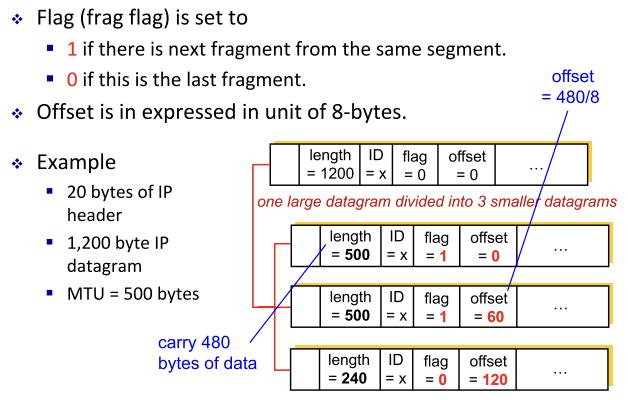 ❖ Flag (frag flag) is set to
▪ 1 if there is next fragment from the same segment.
▪ 0 if this is the last fragment.
❖ Offset is in expressed in unit of 8-bytes.
offset
= 480/8
❖ Example
▪ 20 bytes of IP
header
▪ 1,200 byte IP
datagram
▪ MTU = 500 bytes
length ID flag offset ...
= 1200 = x = 0 = 0
one large datagram divided into 3 smaller datagrams
length ID flag offset ...
= 500 = x = 1 = 0
length ID flag offset ...
= 500 = x = 1 = 60
carry 480
bytes of data
length ID flag offset ...
= 240 = x = 0 = 120